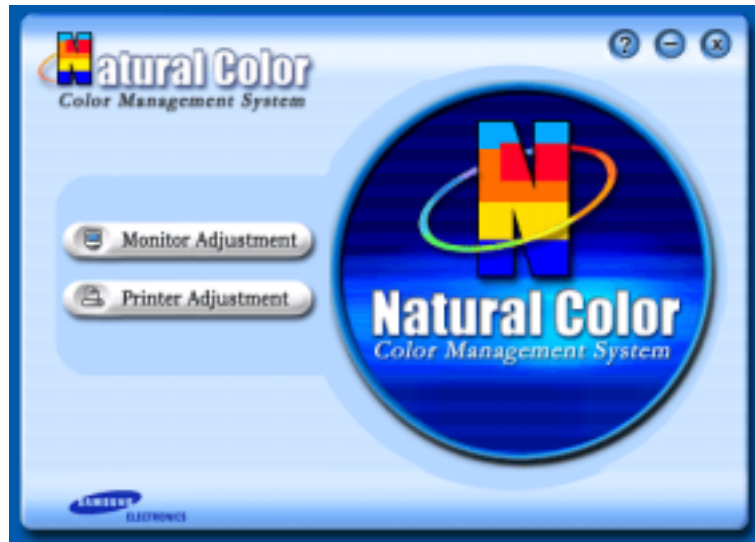 Natural Color
Color Management System
? – x
Monitor Adjustment
Printer Adjustment
Natural Color
Color Management System
SAMSUNG
ELECTRONICS